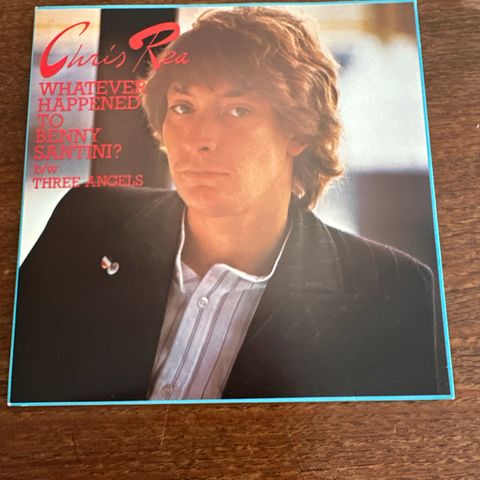 Chris Rea
WHATEVER
HAPPENED
TO
BENNY
SANTINI?
b/w
THREE ANGELS